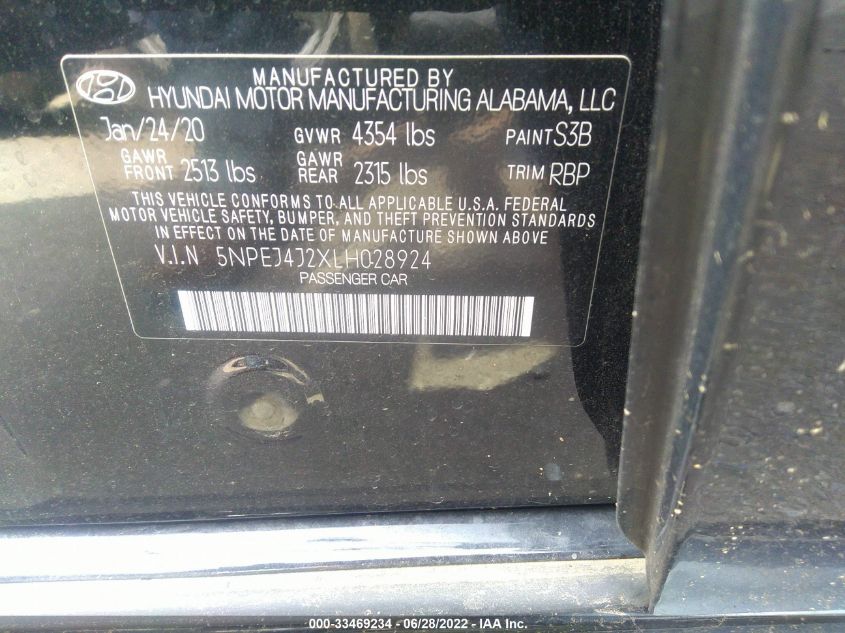 MANUFACTURED BY
HYUNDAI MOTOR MANUFACTURING ALABAMA, LLC
Jan/24/20 GVWR 4354 lbs PAINT S3B
GAWR FRONT 2513 lbs GAWR REAR 2315 lbs TRIM RBP
THIS VEHICLE CONFORMS TO ALL APPLICABLE U.S.A. FEDERAL
MOTOR VEHICLE SAFETY, BUMPER, AND THEFT PREVENTION STANDARDS
IN EFFECT ON THE DATE OF MANUFACTURE SHOWN ABOVE
V.I.N 5NPEJ4J2XLH028924
PASSENGER CAR
000-33469234 - 06/28/2022 - IAA Inc.